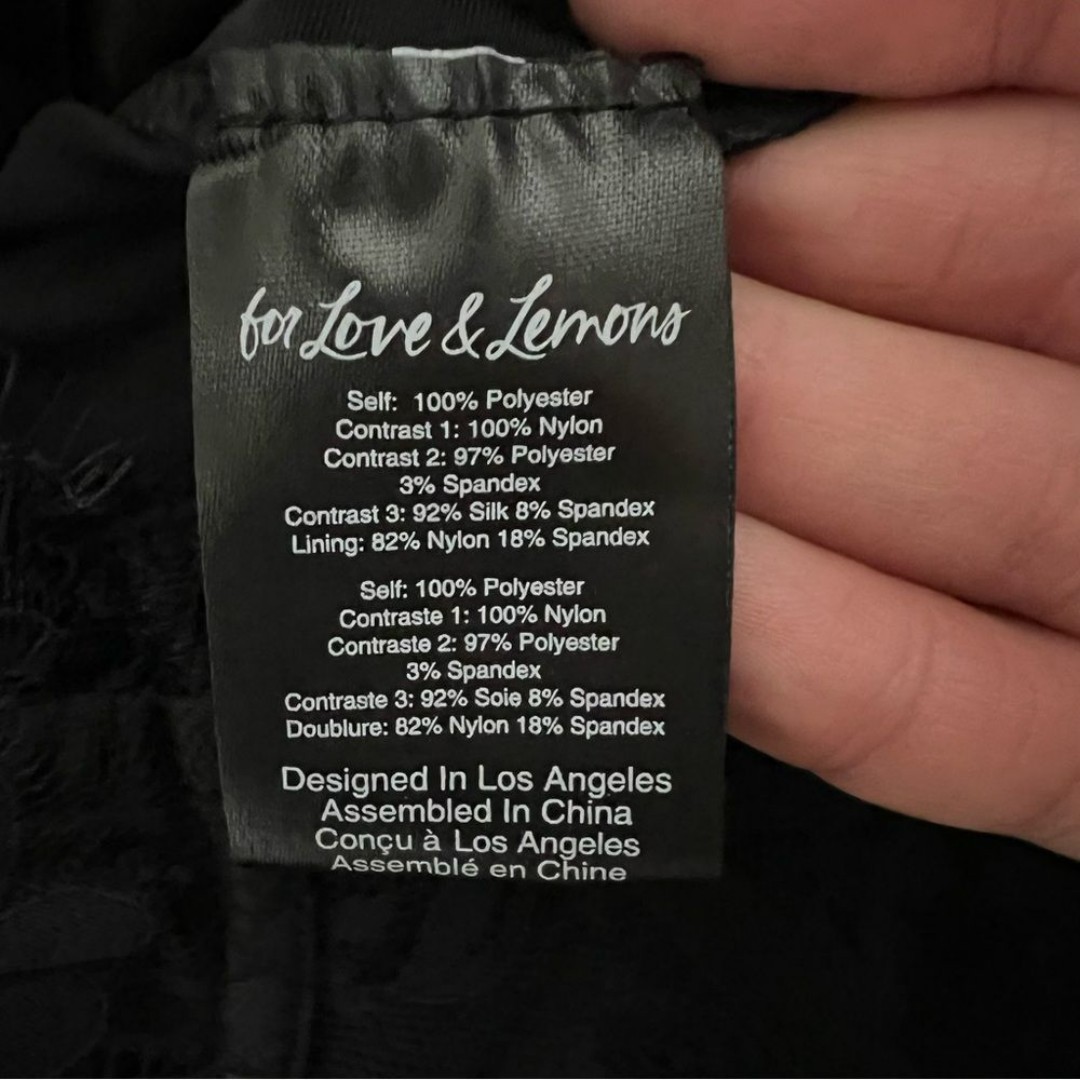 for Love & Lemons
Self: 100% Polyester
Contrast 1: 100% Nylon
Contrast 2: 97% Polyester
3% Spandex
Contrast 3: 92% Silk 8% Spandex
Lining: 82% Nylon 18% Spandex
Self: 100% Polyester
Contraste 1: 100% Nylon
Contraste 2: 97% Polyester
3% Spandex
Contraste 3: 92% Soie 8% Spandex
Doublure: 82% Nylon 18% Spandex
Designed In Los Angeles
Assembled In China
Conçu à Los Angeles
Assemblé en Chine